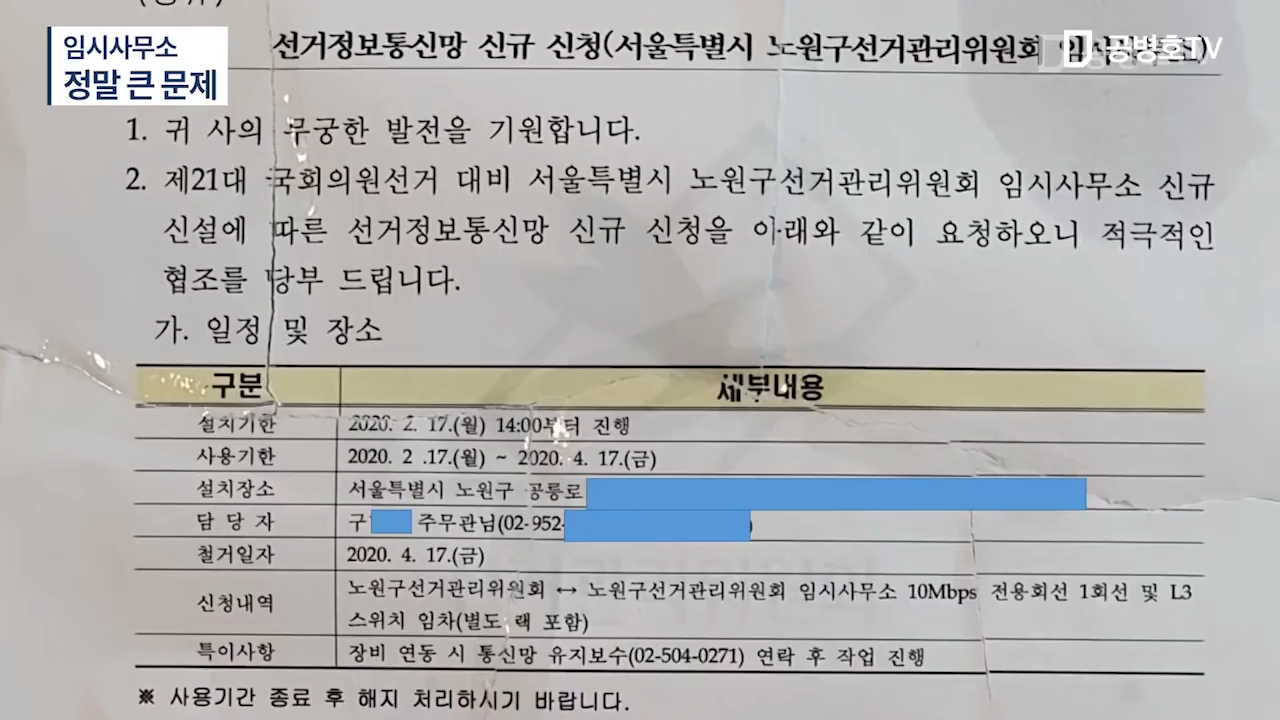 임시사무소
정말 큰 문제
공병호TV
선거정보통신망 신규 신청(서울특별시 노원구선거관리위원회
1. 귀 사의 무궁한 발전을 기원합니다.
2. 제21대 국회의원선거 대비 서울특별시 노원구선거관리위원회 임시사무소 신규
신설에 따른 선거정보통신망 신규 신청을 아래와 같이 요청하오니 적극적인
협조를 당부 드립니다.
가. 일정 및 장소
구분 세부내용
설치기한 2020. 2. 17.(월) 14:00부터 진행
사용기한 2020. 2 .17.(월) ~ 2020. 4. 17.(금)
설치장소 서울특별시 노원구 공릉로
담 당 자 구 주무관님(02-952-
철거일자 2020. 4. 17.(금)
신청내역 노원구선거관리위원회 ↔ 노원구선거관리위원회 임시사무소 10Mbps 전용회선 1회선 및 L3
스위치 임차(별도 랙 포함)
특이사항 장비 연동 시 통신망 유지보수(02-504-0271) 연락 후 작업 진행
※ 사용기간 종료 후 해지 처리하시기 바랍니다.